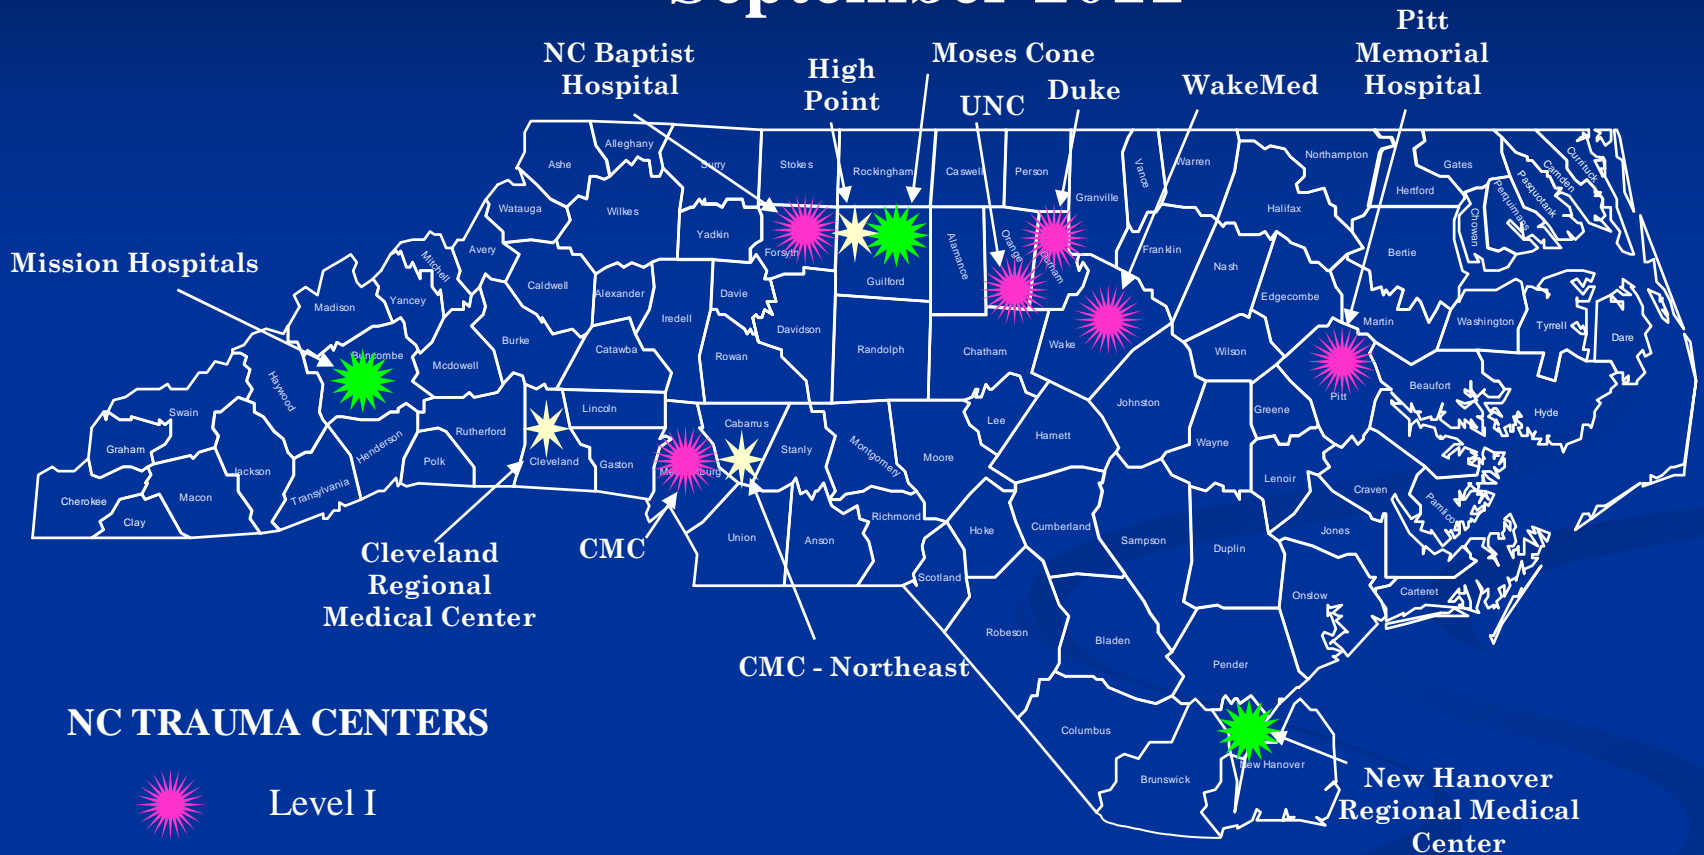 September
Pitt
Memorial
Hospital
NC Baptist
Hospital
High
Point
Moses Cone
UNC
Duke
WakeMed
Mission Hospitals
Alleghany
Ashe
Surry
Stokes
Rockingham
Caswell
Person
Vance
Warren
Northampton
Gates
Camden
Currituck
Pasquotank
Perquimans
Chowan
Hertford
Granville
Halifax
Watauga
Wilkes
Yadkin
Forsyth
Guilford
Alamance
Orange
Durham
Franklin
Nash
Bertie
Avery
Mitchell
Yancey
Madison
Caldwell
Alexander
Iredell
Davie
Davidson
Edgecombe
Martin
Washington
Tyrrell
Dare
Buncombe
Mcdowell
Burke
Catawba
Rowan
Randolph
Chatham
Wake
Wilson
Pitt
Beaufort
Hyde
Haywood
Swain
Graham
Jackson
Cherokee
Clay
Macon
Transylvania
Henderson
Polk
Rutherford
Cleveland
Lincoln
Gaston
Cabarrus
Stanly
Montgomery
Moore
Lee
Harnett
Johnston
Greene
Wayne
Lenoir
Craven
Pamlico
Jones
Mecklenburg
Union
Anson
Richmond
Hoke
Cumberland
Sampson
Duplin
Onslow
Carteret
Scotland
Robeson
Bladen
Pender
Columbus
Brunswick
New Hanover
Cleveland
Regional
Medical Center
CMC
CMC - Northeast
New Hanover
Regional Medical
Center
NC TRAUMA CENTERS
Level I